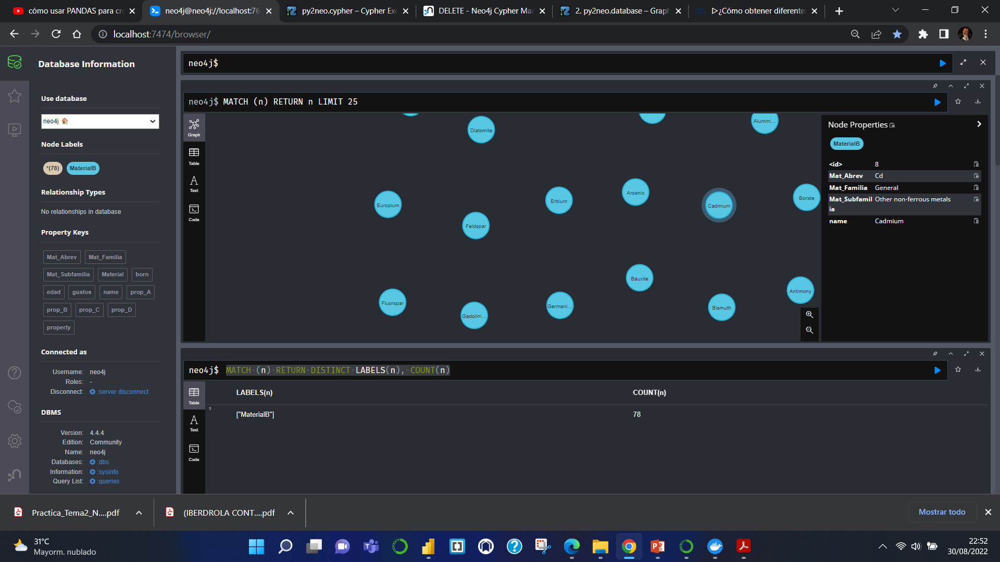 cómo usar PANDAS para cre
neo4j@neo4j://localhost:76
py2neo.cypher – Cypher Exe
DELETE - Neo4j Cypher Man
2. py2neo.database – Graph
▷¿Cómo obtener diferente
localhost:7474/browser/
Database Information
Use database
neo4j
Node Labels
*(78) MaterialB
Relationship Types
No relationships in database
Property Keys
Mat_Abrev Mat_Familia
Mat_Subfamilia Material born
edad gustos name prop_A
prop_B prop_C prop_D
property
Connected as
Username: neo4j
Roles: -
Disconnect: :server disconnect
DBMS
Version: 4.4.4
Edition: Community
Name: neo4j
Databases: :dbs
Information: :sysinfo
Query List: :queries
neo4j$
neo4j$ MATCH (n) RETURN n LIMIT 25
Graph
Table
Text
Code
Diatomite
Alumini...
Europium
Feldspar
Erbium
Arsenic
Cadmium
Borate
Fluorspar
Gadolini...
Germani...
Bauxite
Bismuth
Antimony
Node Properties
MaterialB
<id> 8
Mat_Abrev Cd
Mat_Familia General
Mat_Subfamil Other non-ferrous metals
ia
name Cadmium
neo4j$ MATCH (n) RETURN DISTINCT LABELS(n), COUNT(n)
Table
Text
Code
LABELS(n) COUNT(n)
1
["MaterialB"] 78
Practica_Tema2_N....pdf
(IBERDROLA CONT....pdf
Mostrar todo
31°C
Mayorm. nublado
22:52
30/08/2022